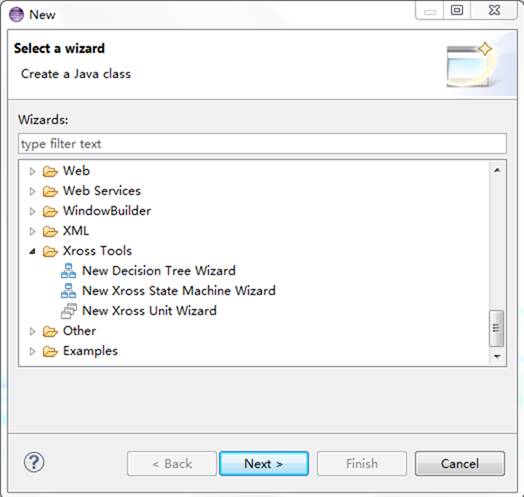 New
Select a wizard
Create a Java class
Wizards:
type filter text
Web
Web Services
WindowBuilder
XML
Xross Tools
New Decision Tree Wizard
New Xross State Machine Wizard
New Xross Unit Wizard
Other
Examples
? < Back Next > Finish Cancel